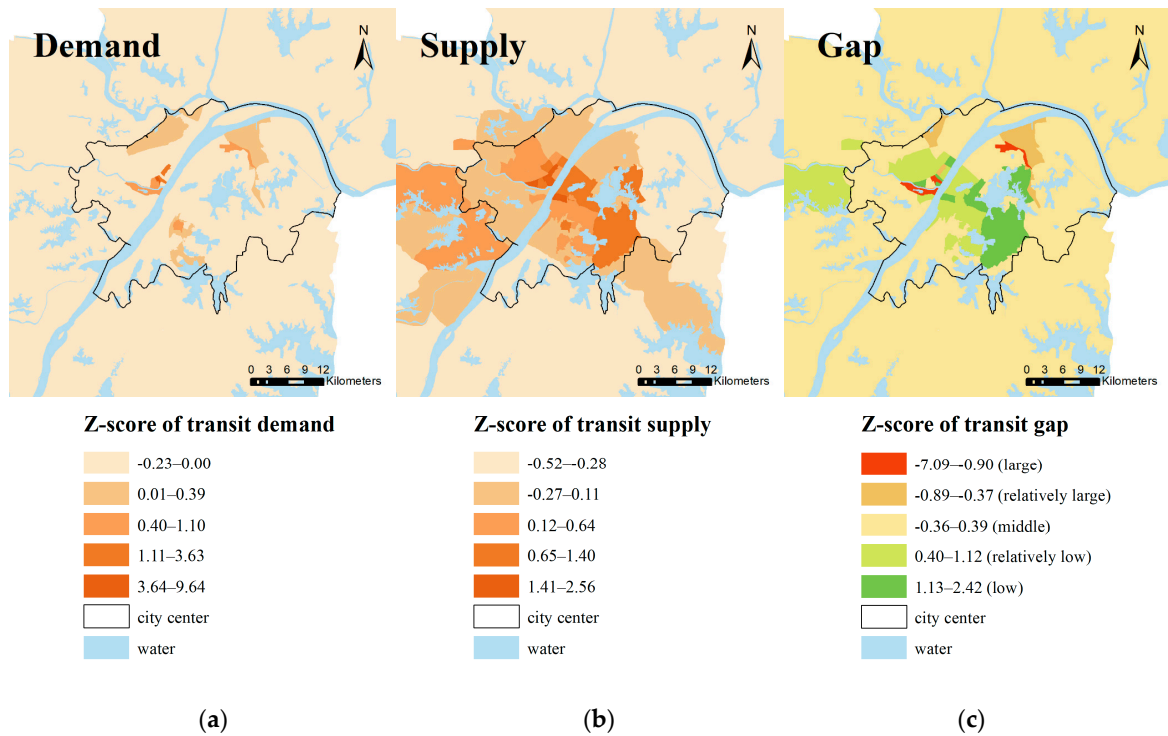 Demand
N
0 3 6 9 12
Kilometers
Z-score of transit demand
-0.23–0.00
0.01–0.39
0.40–1.10
1.11–3.63
3.64–9.64
city center
water
(a)
Supply
N
0 3 6 9 12
Kilometers
Z-score of transit supply
-0.52–-0.28
-0.27–0.11
0.12–0.64
0.65–1.40
1.41–2.56
city center
water
(b)
Gap
N
0 3 6 9 12
Kilometers
Z-score of transit gap
-7.09–-0.90 (large)
-0.89–-0.37 (relatively large)
-0.36–0.39 (middle)
0.40–1.12 (relatively low)
1.13–2.42 (low)
city center
water
(c)